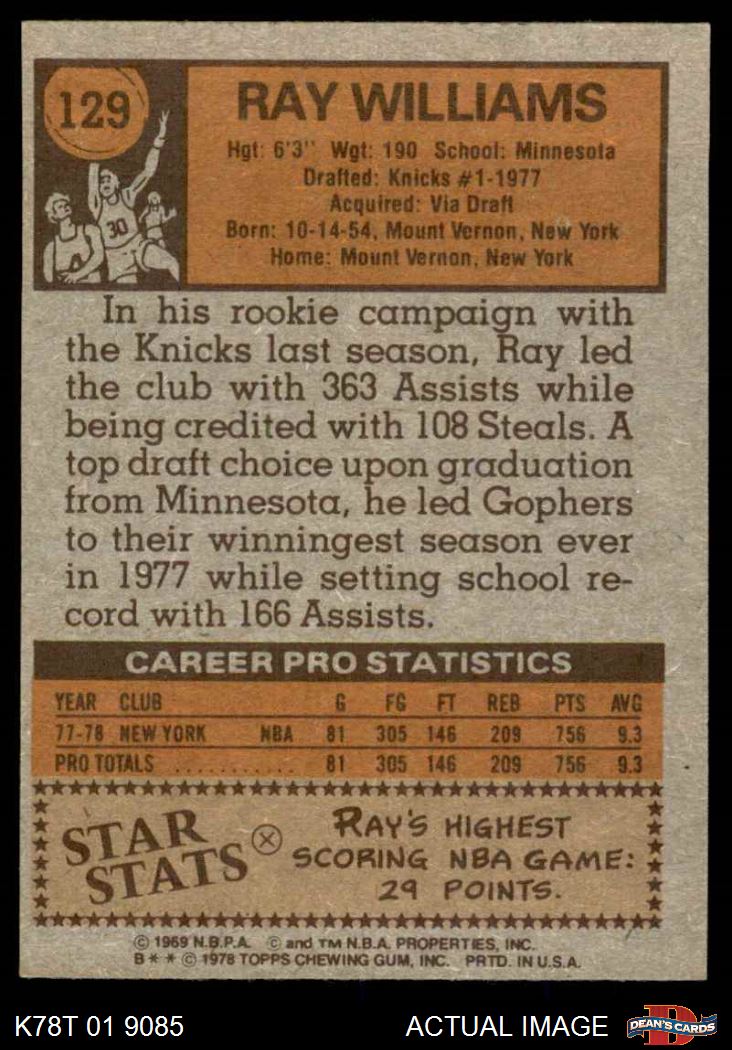 129
30
RAY WILLIAMS
Hgt: 6'3" Wgt: 190 School: Minnesota
Drafted: Knicks #1-1977
Acquired: Via Draft
Born: 10-14-54, Mount Vernon, New York
Home: Mount Vernon, New York
In his rookie campaign with
the Knicks last season, Ray led
the club with 363 Assists while
being credited with 108 Steals. A
top draft choice upon graduation
from Minnesota, he led Gophers
to their winningest season ever
in 1977 while setting school re-
cord with 166 Assists.
CAREER PRO STATISTICS
YEAR CLUB G FG FT REB PTS AVG
77-78 NEW YORK NBA 81 305 146 209 756 9.3
PRO TOTALS .......... 81 305 146 209 756 9.3
STAR
STATS
RAY'S HIGHEST
SCORING NBA GAME:
29 POINTS.
© 1969 N.B.P.A. © and TM N.B.A. PROPERTIES, INC.
B * * © 1978 TOPPS CHEWING GUM, INC. PRTD. IN U.S.A.
K78T 01 9085 ACTUAL IMAGE
D
DEAN'S CARDS